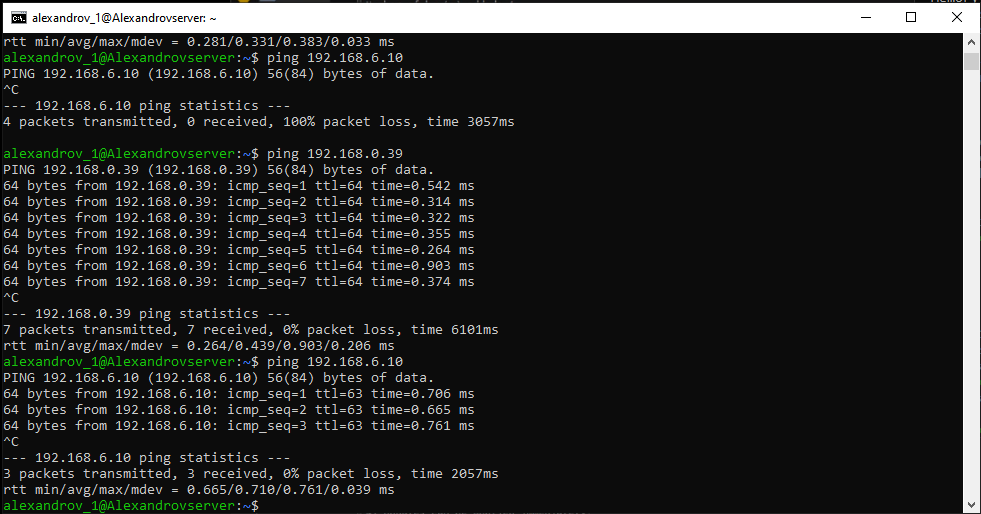 alexandrov_1@Alexandrovserver: ~
rtt min/avg/max/mdev = 0.281/0.331/0.383/0.033 ms
alexandrov_1@Alexandrovserver:~$ ping 192.168.6.10
PING 192.168.6.10 (192.168.6.10) 56(84) bytes of data.
^C
--- 192.168.6.10 ping statistics ---
4 packets transmitted, 0 received, 100% packet loss, time 3057ms
alexandrov_1@Alexandrovserver:~$ ping 192.168.0.39
PING 192.168.0.39 (192.168.0.39) 56(84) bytes of data.
64 bytes from 192.168.0.39: icmp_seq=1 ttl=64 time=0.542 ms
64 bytes from 192.168.0.39: icmp_seq=2 ttl=64 time=0.314 ms
64 bytes from 192.168.0.39: icmp_seq=3 ttl=64 time=0.322 ms
64 bytes from 192.168.0.39: icmp_seq=4 ttl=64 time=0.355 ms
64 bytes from 192.168.0.39: icmp_seq=5 ttl=64 time=0.264 ms
64 bytes from 192.168.0.39: icmp_seq=6 ttl=64 time=0.903 ms
64 bytes from 192.168.0.39: icmp_seq=7 ttl=64 time=0.374 ms
^C
--- 192.168.0.39 ping statistics ---
7 packets transmitted, 7 received, 0% packet loss, time 6101ms
rtt min/avg/max/mdev = 0.264/0.439/0.903/0.206 ms
alexandrov_1@Alexandrovserver:~$ ping 192.168.6.10
PING 192.168.6.10 (192.168.6.10) 56(84) bytes of data.
64 bytes from 192.168.6.10: icmp_seq=1 ttl=63 time=0.706 ms
64 bytes from 192.168.6.10: icmp_seq=2 ttl=63 time=0.665 ms
64 bytes from 192.168.6.10: icmp_seq=3 ttl=63 time=0.761 ms
^C
--- 192.168.6.10 ping statistics ---
3 packets transmitted, 3 received, 0% packet loss, time 2057ms
rtt min/avg/max/mdev = 0.665/0.710/0.761/0.039 ms
alexandrov_1@Alexandrovserver:~$